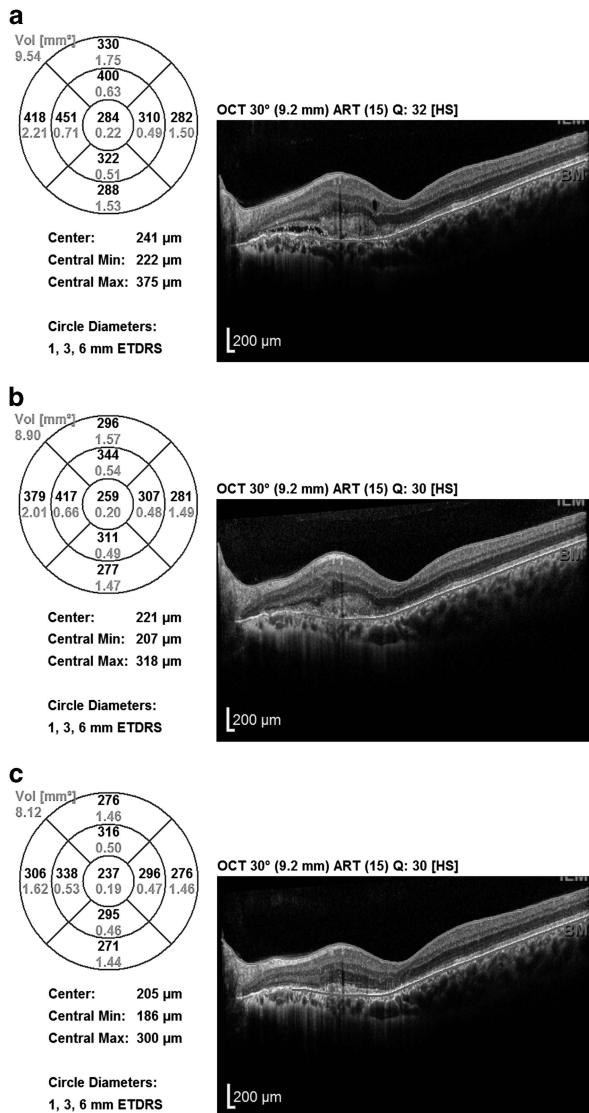 a
Vol [mm³]
9.54
330
1.75
400
0.63
418 451 284 310 282
2.21 0.71 0.22 0.49 1.50
322
0.51
288
1.53
Center: 241 µm
Central Min: 222 µm
Central Max: 375 µm
Circle Diameters:
1, 3, 6 mm ETDRS
OCT 30° (9.2 mm) ART (15) Q: 32 [HS]
ILM
BM
200 µm
b
Vol [mm³]
8.90
296
1.57
344
0.54
379 417 259 307 281
2.01 0.66 0.20 0.48 1.49
311
0.49
277
1.47
Center: 221 µm
Central Min: 207 µm
Central Max: 318 µm
Circle Diameters:
1, 3, 6 mm ETDRS
OCT 30° (9.2 mm) ART (15) Q: 30 [HS]
ILM
BM
200 µm
c
Vol [mm³]
8.12
276
1.46
316
0.50
306 338 237 296 276
1.62 0.53 0.19 0.47 1.46
295
0.46
271
1.44
Center: 205 µm
Central Min: 186 µm
Central Max: 300 µm
Circle Diameters:
1, 3, 6 mm ETDRS
OCT 30° (9.2 mm) ART (15) Q: 30 [HS]
ILM
BM
200 µm